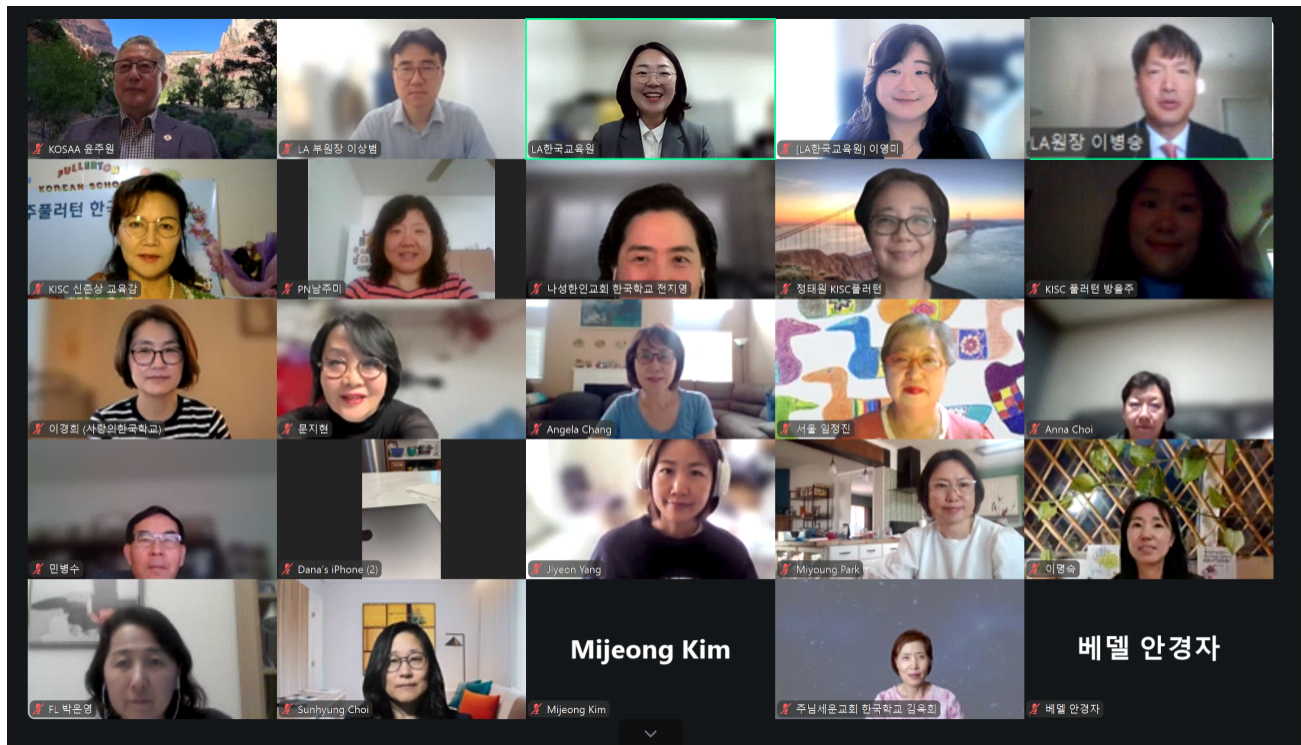 KOSAA 윤주원
LA 부원장 이상범
LA한국교육원
[LA한국교육원] 이영미
LA원장 이병승
FULLERTON
KOREAN SCHOOL
주풀러턴 한국
KISC 신준상 교육감
PN남주미
나성한인교회 한국학교 전지영
정태원 KISC풀러턴
KISC 풀러턴 방을주
이경희 (사랑의한국학교)
문지현
Angela Chang
서울 임정진
Anna Choi
민병수
Dana's iPhone (2)
Jiyeon Yang
Miyoung Park
이명숙
FL 박은영
Sunhyung Choi
Mijeong Kim
Mijeong Kim
주님세운교회 한국학교 김옥희
베델 안경자
베델 안경자